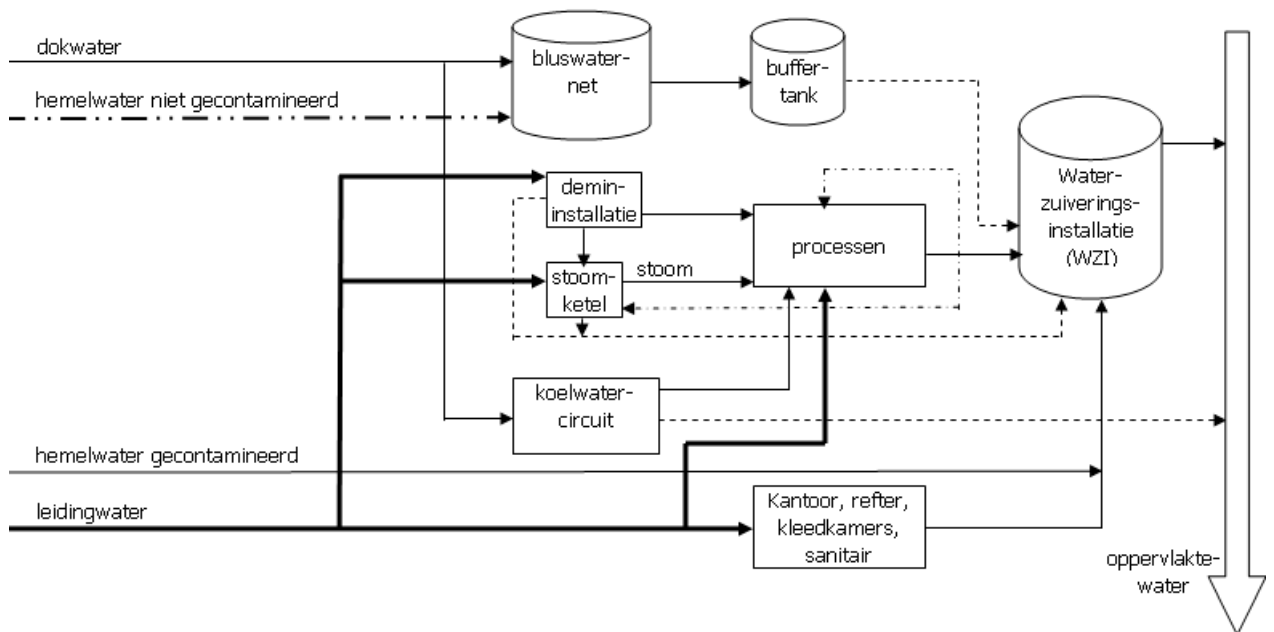 dokwater
hemelwater niet gecontamineerd
bluswater-
net
buffer-
tank
Water-
zuiverings-
installatie
(WZI)
demin-
installatie
processen
stoom-
ketel
stoom
koelwater-
circuit
hemelwater gecontamineerd
leidingwater
Kantoor, refter,
kleedkamers,
sanitair
oppervlakte-
water